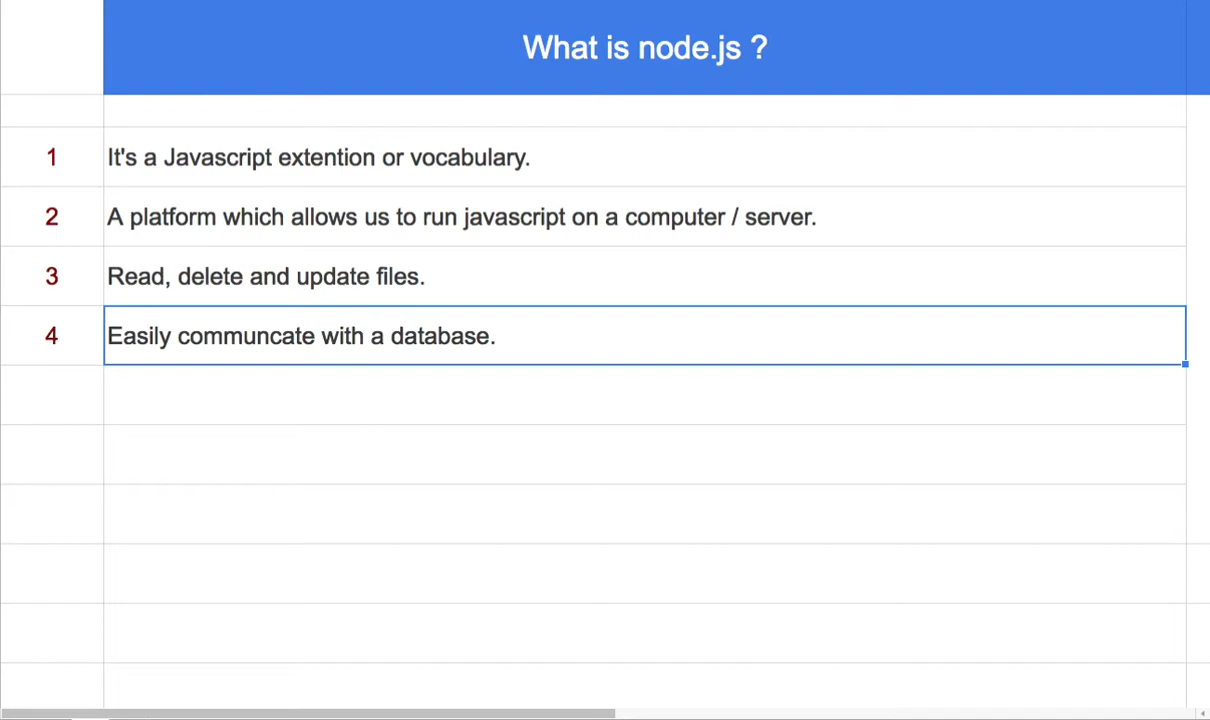 What is node.js ?
1 It's a Javascript extention or vocabulary.
2 A platform which allows us to run javascript on a computer / server.
3 Read, delete and update files.
4 Easily communcate with a database.